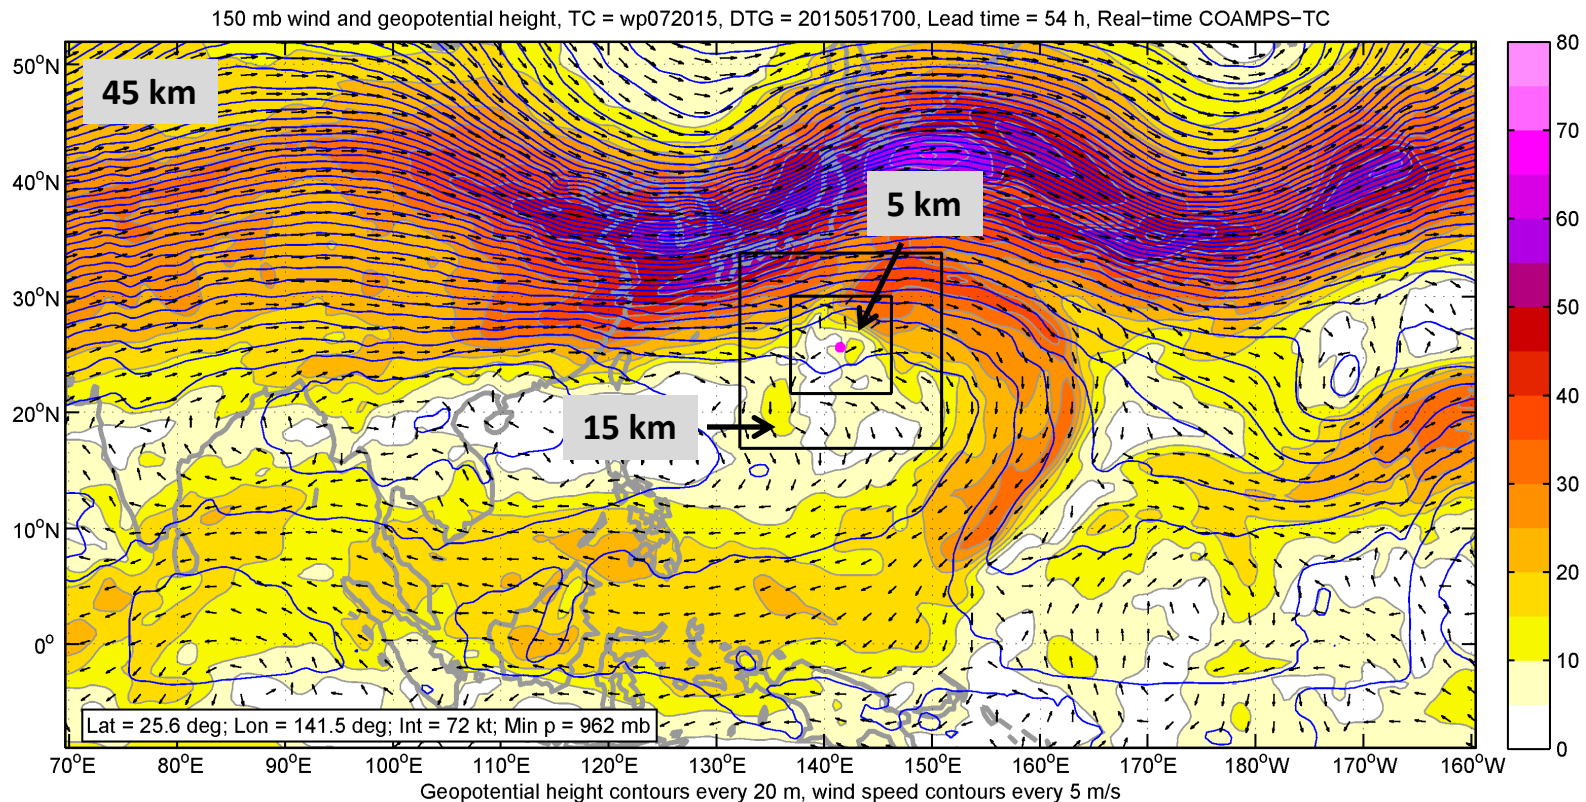 150 mb wind and geopotential height, TC = wp072015, DTG = 2015051700, Lead time = 54 h, Real−time COAMPS−TC
45 km
5 km
15 km
50°N
40°N
30°N
20°N
10°N
0°
Lat = 25.6 deg; Lon = 141.5 deg; Int = 72 kt; Min p = 962 mb
70°E 80°E 90°E 100°E 110°E 120°E 130°E 140°E 150°E 160°E 170°E 180°W 170°W 160°W
Geopotential height contours every 20 m, wind speed contours every 5 m/s
80
70
60
50
40
30
20
10
0